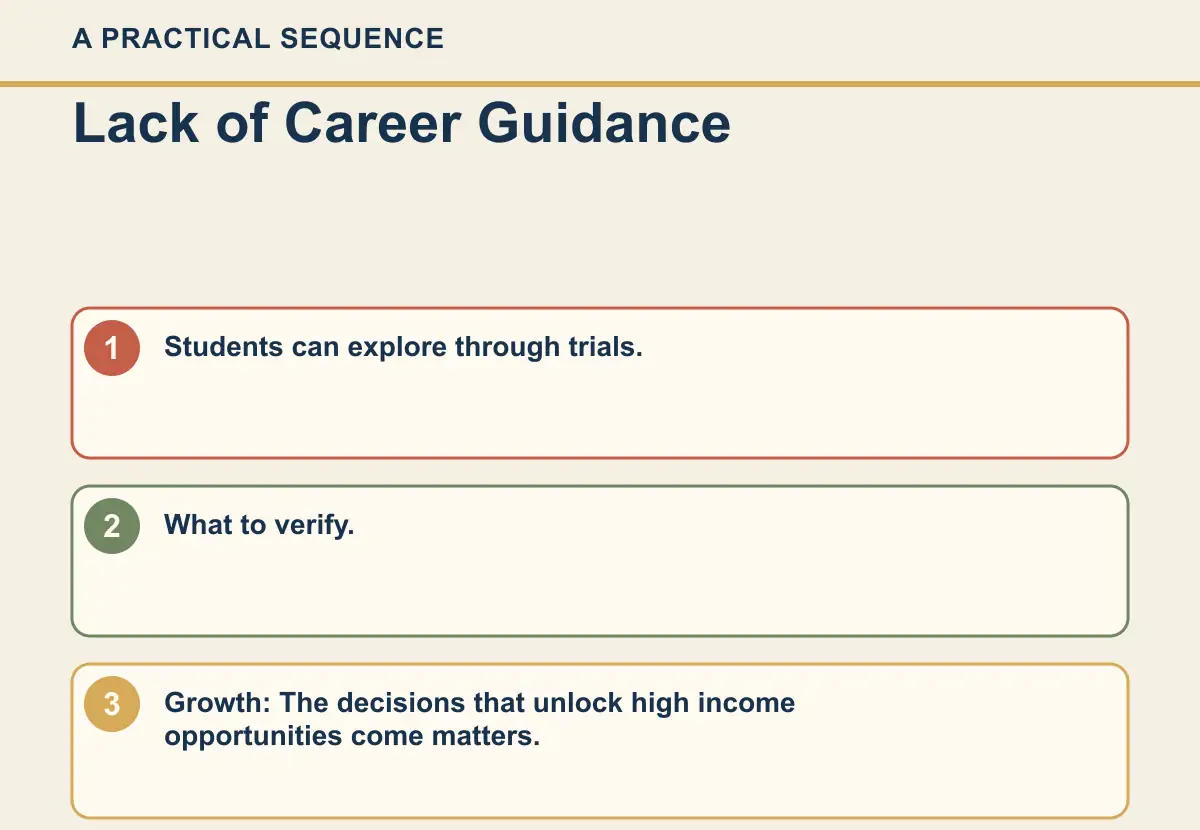 A PRACTICAL SEQUENCE
Lack of Career Guidance
1
Students can explore through trials.
2
What to verify.
3
Growth: The decisions that unlock high income
opportunities come matters.